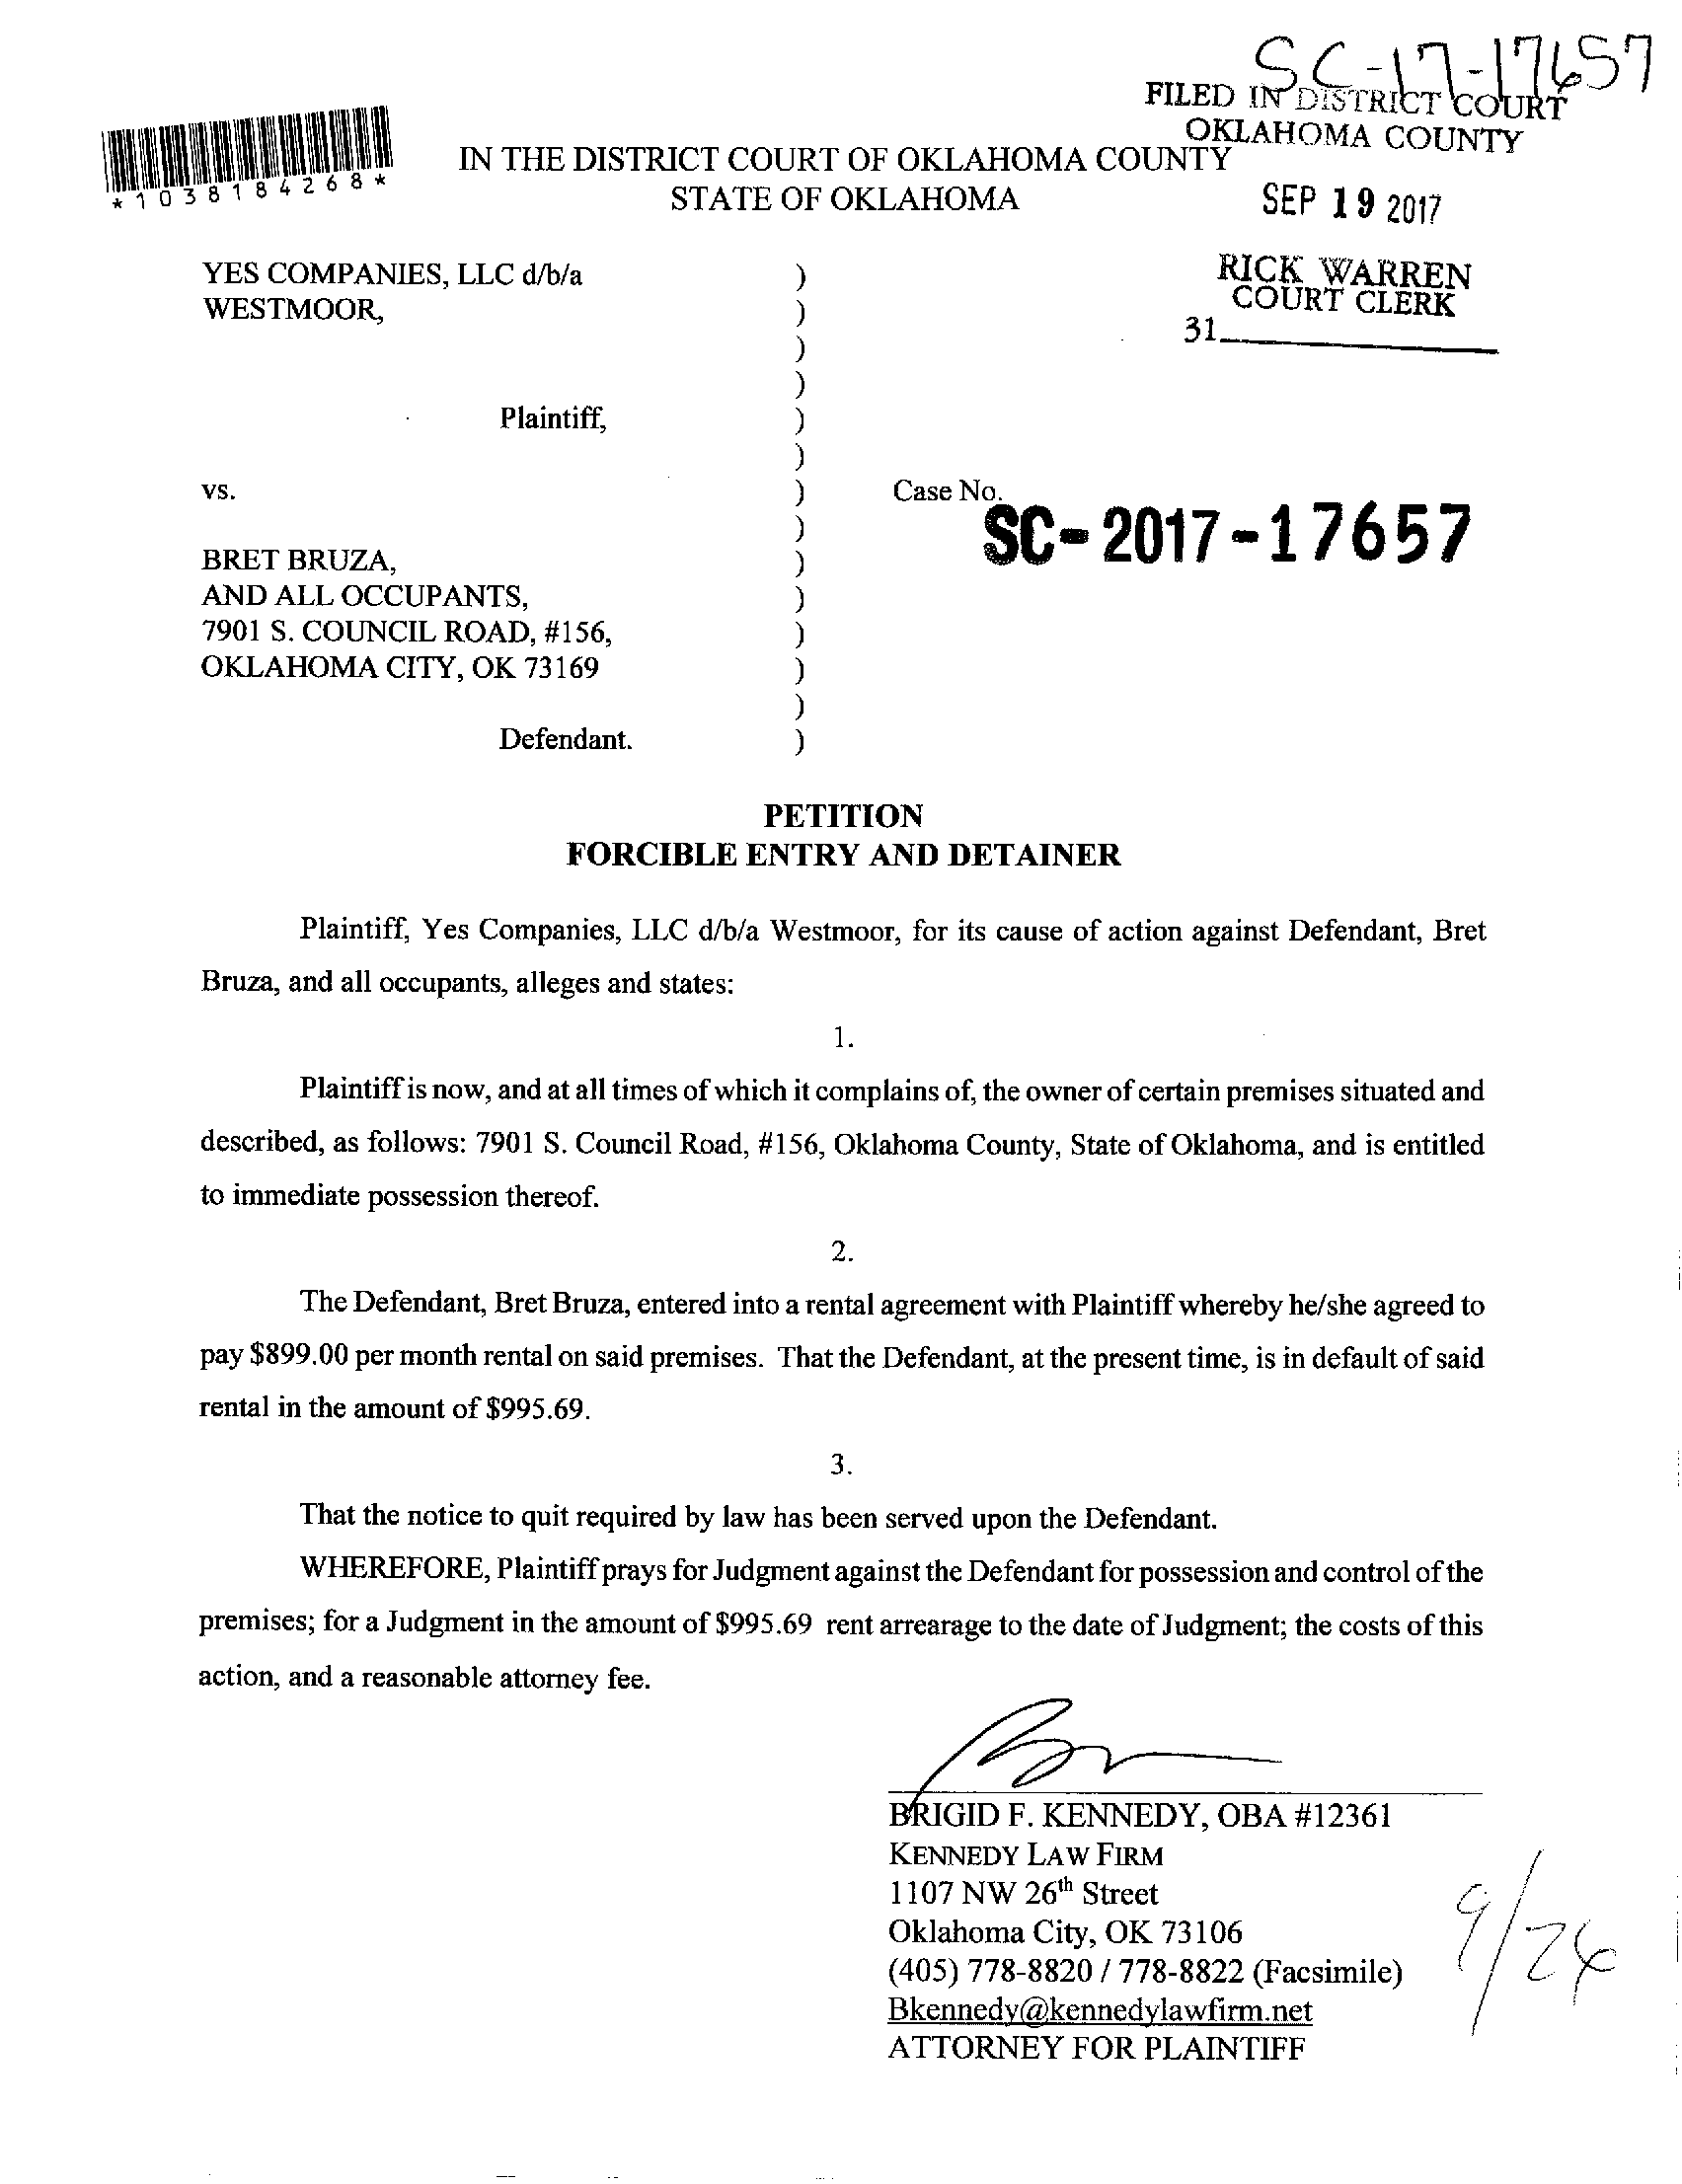 SC-17-17657
FILED IN DISTRICT COURT
OKLAHOMA COUNTY
*1038184268*
IN THE DISTRICT COURT OF OKLAHOMA COUNTY
STATE OF OKLAHOMA
SEP 19 2017
RICK WARREN
COURT CLERK
31
YES COMPANIES, LLC d/b/a )
WESTMOOR, )
)
)
Plaintiff, )
)
vs. ) Case No.
) SC-2017-17657
BRET BRUZA, )
AND ALL OCCUPANTS, )
7901 S. COUNCIL ROAD, #156, )
OKLAHOMA CITY, OK 73169 )
)
Defendant. )
PETITION
FORCIBLE ENTRY AND DETAINER
Plaintiff, Yes Companies, LLC d/b/a Westmoor, for its cause of action against Defendant, Bret
Bruza, and all occupants, alleges and states:
1.
Plaintiff is now, and at all times of which it complains of, the owner of certain premises situated and
described, as follows: 7901 S. Council Road, #156, Oklahoma County, State of Oklahoma, and is entitled
to immediate possession thereof.
2.
The Defendant, Bret Bruza, entered into a rental agreement with Plaintiff whereby he/she agreed to
pay $899.00 per month rental on said premises. That the Defendant, at the present time, is in default of said
rental in the amount of $995.69.
3.
That the notice to quit required by law has been served upon the Defendant.
WHEREFORE, Plaintiff prays for Judgment against the Defendant for possession and control of the
premises; for a Judgment in the amount of $995.69 rent arrearage to the date of Judgment; the costs of this
action, and a reasonable attorney fee.
BRIGID F. KENNEDY, OBA #12361
KENNEDY LAW FIRM
1107 NW 26th Street
Oklahoma City, OK 73106
(405) 778-8820 / 778-8822 (Facsimile)
Bkennedy@kennedylawfirm.net
ATTORNEY FOR PLAINTIFF